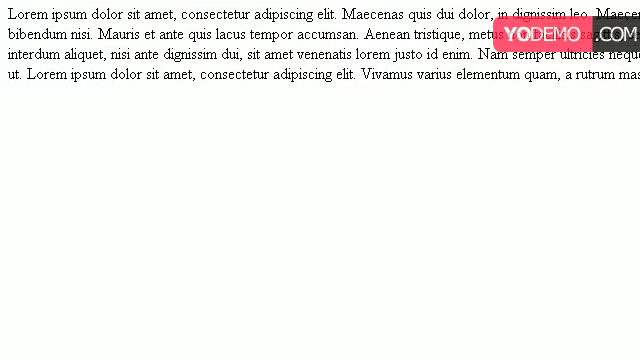 Lorem ipsum dolor sit amet, consectetur adipiscing elit. Maecenas quis dui dolor, in dignissim leo. Maece
bibendum nisi. Mauris et ante quis lacus tempor accumsan. Aenean tristique, metus
YODEMO.COM
interdum aliquet, nisi ante dignissim dui, sit amet venenatis lorem justo id enim. Nam semper ultricies nequ
ut. Lorem ipsum dolor sit amet, consectetur adipiscing elit. Vivamus varius elementum quam, a rutrum mas